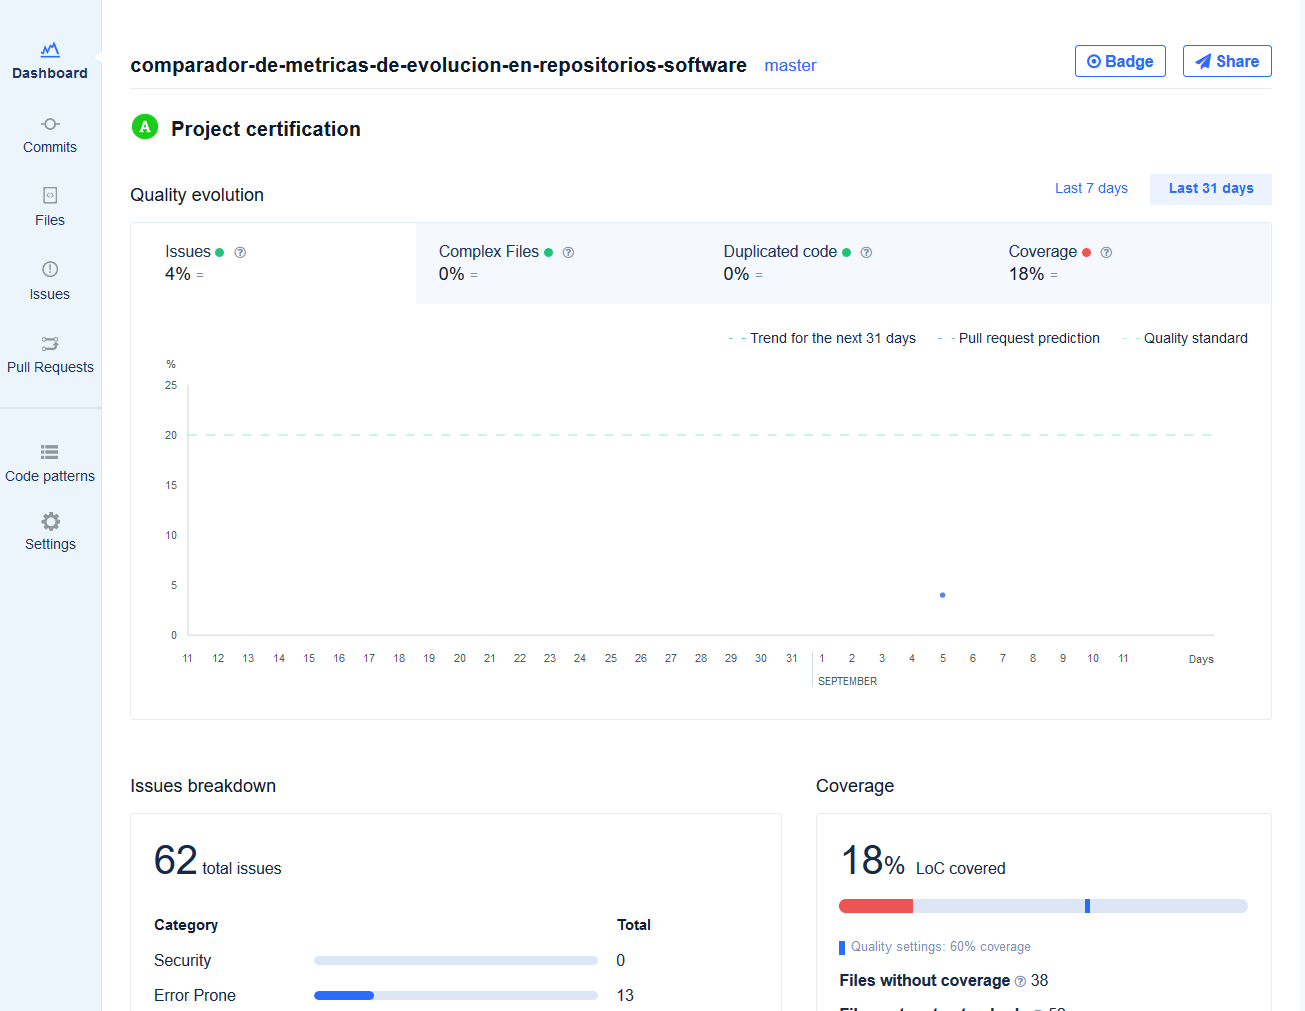 Dashboard
Commits
Files
Issues
Pull Requests
Code patterns
Settings
comparador-de-metricas-de-evolucion-en-repositorios-software master
Badge
Share
A Project certification
Quality evolution
Last 7 days
Last 31 days
Issues
4% =
Complex Files
0% =
Duplicated code
0% =
Coverage
18% =
Trend for the next 31 days
Pull request prediction
Quality standard
%
25
20
15
10
5
0
11 12 13 14 15 16 17 18 19 20 21 22 23 24 25 26 27 28 29 30 31 1 2 3 4 5 6 7 8 9 10 11 Days
SEPTEMBER
Issues breakdown
62 total issues
Category Total
Security 0
Error Prone 13
Coverage
18% LoC covered
Quality settings: 60% coverage
Files without coverage 38